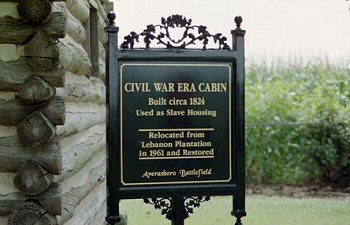 CIVIL WAR ERA CABIN
Built circa 1824
Used as Slave Housing
Relocated from
Lebanon Plantation
in 1961 and Restored
Averasboro Battlefield